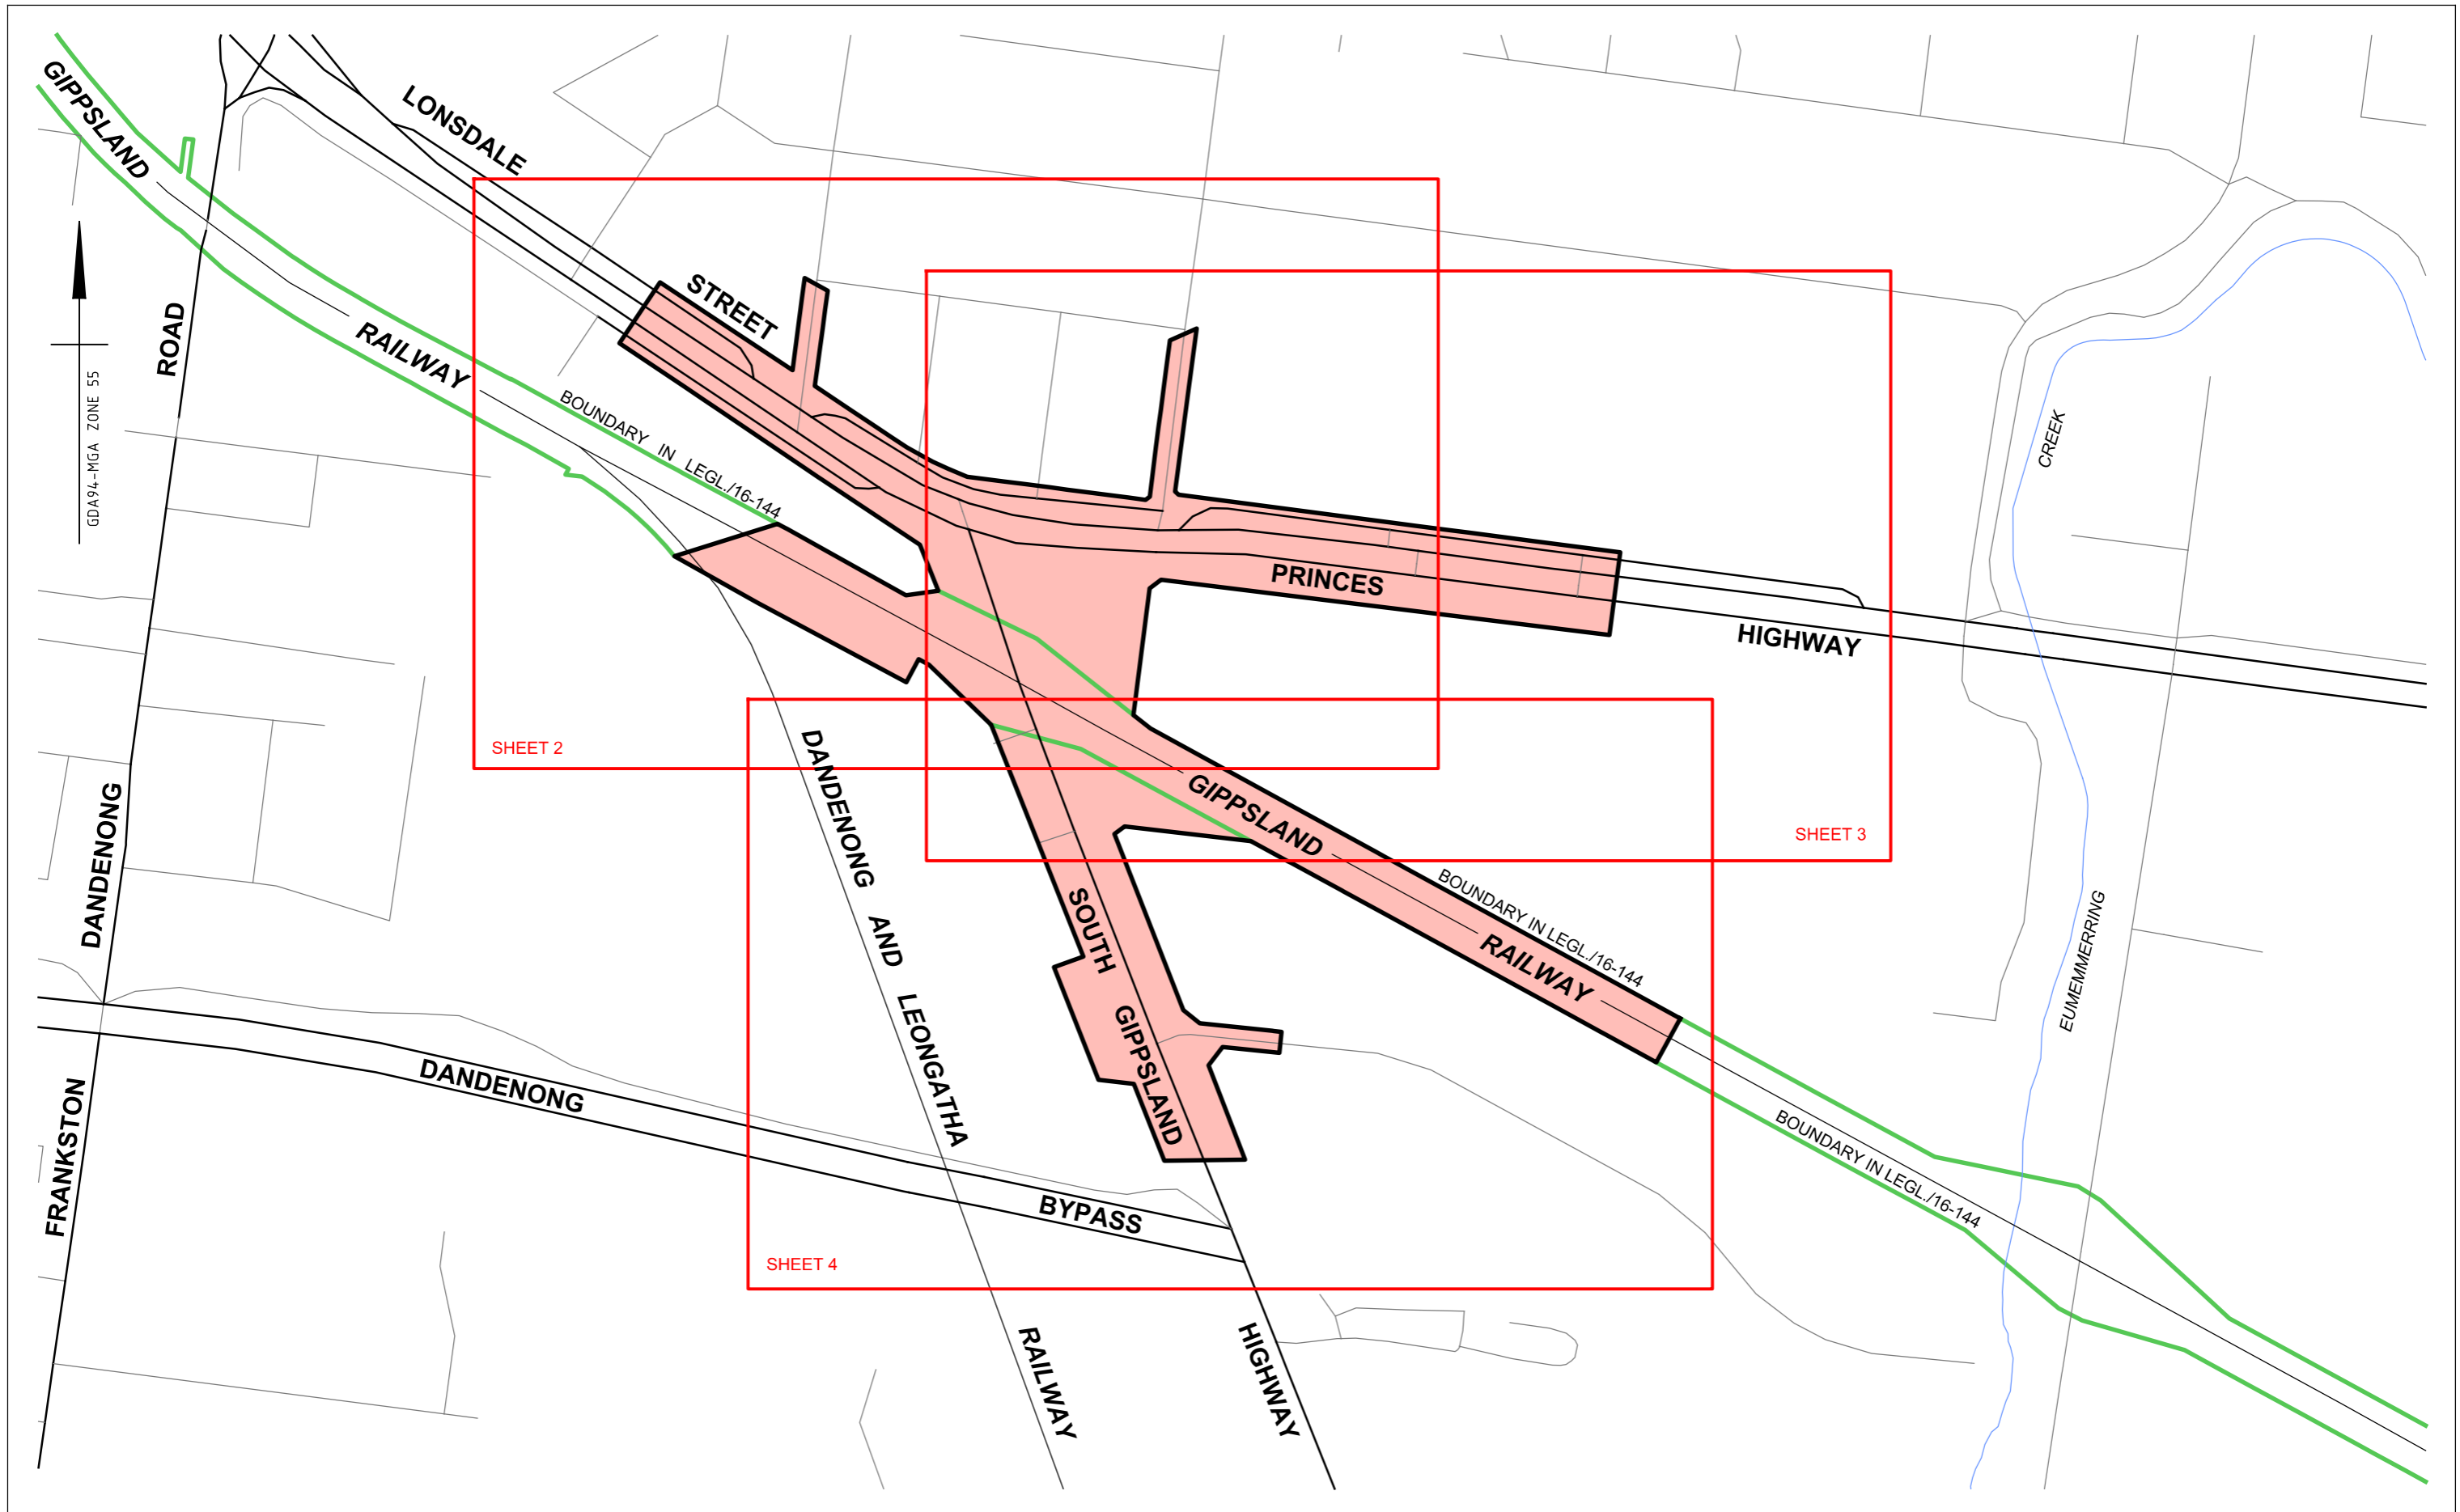 GIPPSLAND
LONSDALE
STREET
ROAD
RAILWAY
GDA94-MGA ZONE 55
BOUNDARY IN LEGL./16-144
CREEK
PRINCES
HIGHWAY
SHEET 2
DANDENONG AND LEONGATHA
GIPPSLAND
SHEET 3
DANDENONG
SOUTH
BOUNDARY IN LEGL./16-144
RAILWAY
EUMEMMERRING
GIPPSLAND
DANDENONG
FRANKSTON
BOUNDARY IN LEGL./16-144
BYPASS
SHEET 4
RAILWAY
HIGHWAY